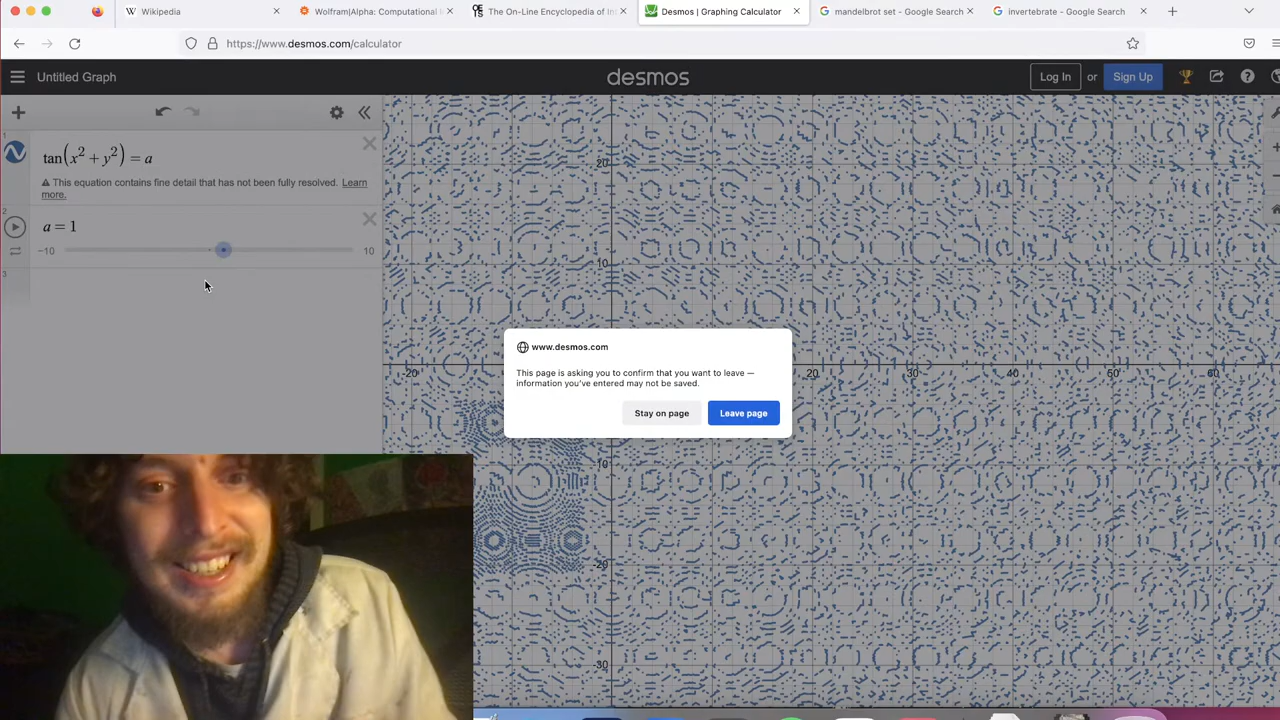 Wikipedia
Wolfram|Alpha: Computational
The On-Line Encyclopedia of
Desmos | Graphing Calculator
mandelbrot set - Google Search
invertebrate - Google Search
https://www.desmos.com/calculator
Untitled Graph
desmos
Log In or Sign Up
1
tan(x² + y²) = a
This equation contains fine detail that has not been fully resolved. Learn
more.
2
a = 1
-10
10
3
20
10
-20
20
30
40
50
60
-10
-20
-30
www.desmos.com
This page is asking you to confirm that you want to leave —
information you've entered may not be saved.
Stay on page
Leave page